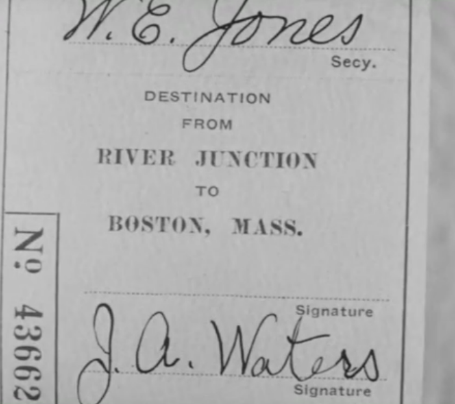 W. E. Jones
Secy.
DESTINATION
FROM
RIVER JUNCTION
TO
BOSTON, MASS.
Signature
J. A. Waters
Signature
No 43662